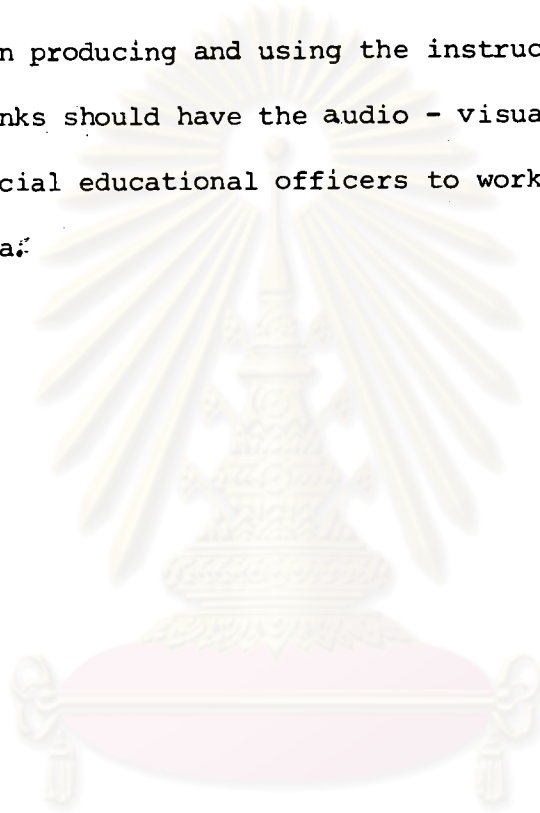 n producing and using the instruc
nks should have the audio - visua
cial educational officers to work
a.